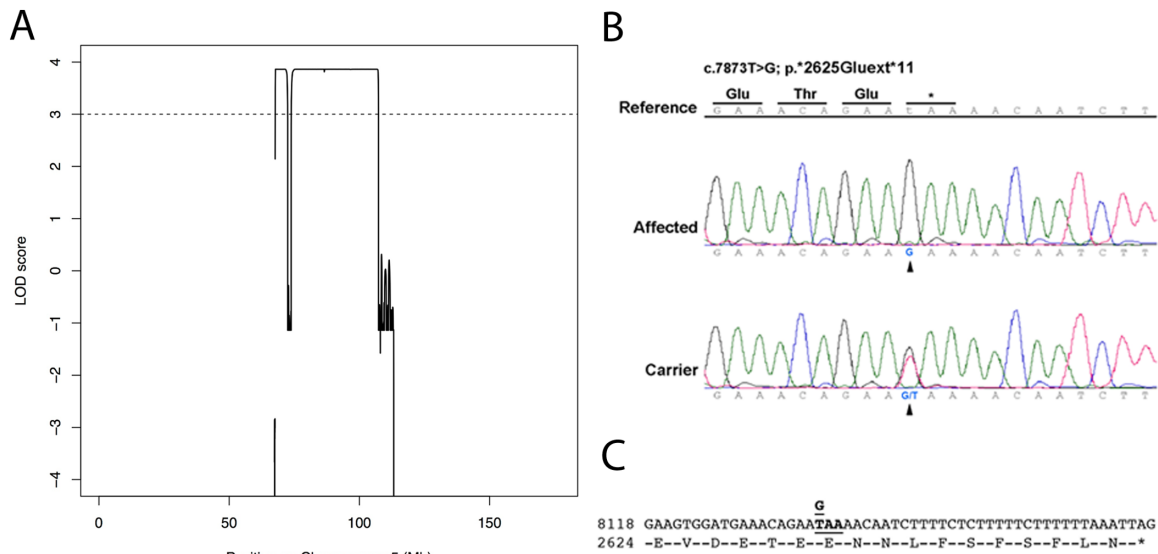 A
LOD score
4
3
2
1
0
−1
−2
−3
−4
0 50 100 150
B
c.7873T>G; p.*2625Gluext*11
Glu Thr Glu *
Reference G A A A C A G A A t A A A A C A A T C T T
Affected
G A A A C A G A A G A A A A C A A T C T T
Carrier
G A A A C A G A A G/T A A A A C A A T C T T
C
G
8118 GAAGTGGATGAAACAGAATAAAACAATCTTTTCTCTTTTTCTTTTTTAAATTAG
2624 -E--V--D--E--T--E--E--N--N--L--F--S--F--S--F--L--N--*